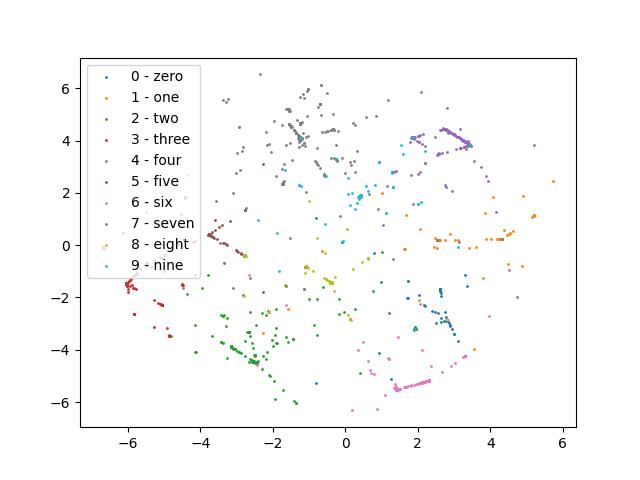 6
4
2
0
−2
−4
−6
−6
−4
−2
0
2
4
6
0 - zero
1 - one
2 - two
3 - three
4 - four
5 - five
6 - six
7 - seven
8 - eight
9 - nine